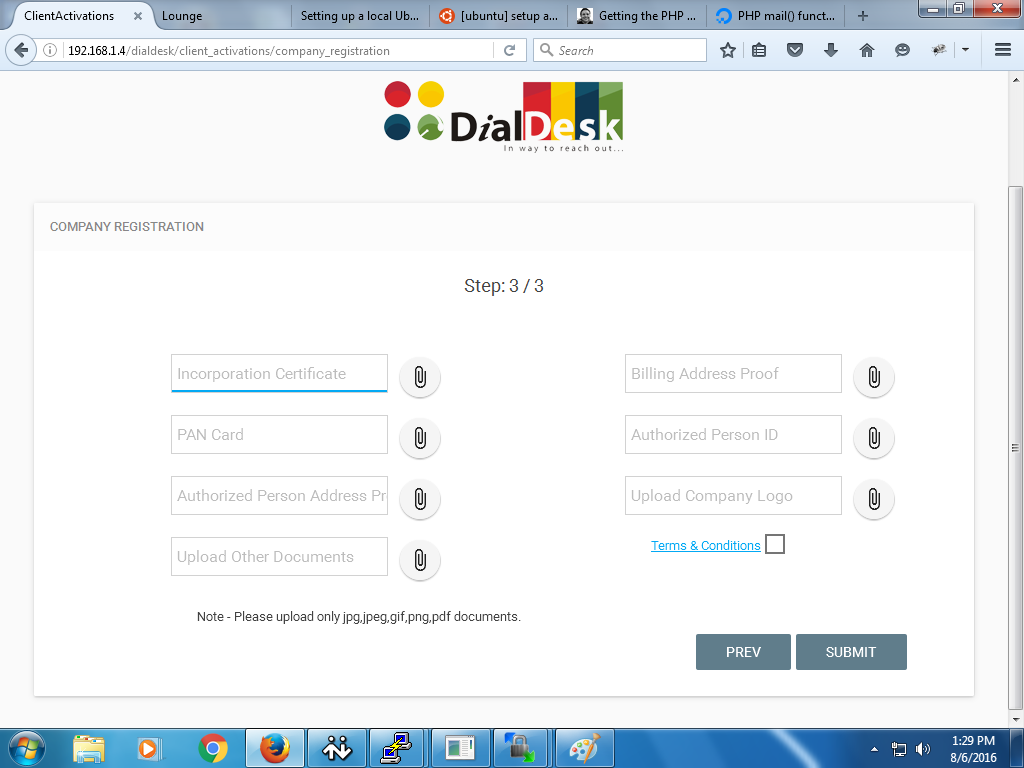 ClientActivations
Lounge
Setting up a local Ub...
[ubuntu] setup a...
Getting the PHP ...
PHP mail() funct...
192.168.1.4/dialdesk/client_activations/company_registration
Search
DialDesk
In way to reach out...
COMPANY REGISTRATION
Step: 3 / 3
Incorporation Certificate
Billing Address Proof
PAN Card
Authorized Person ID
Authorized Person Address Pr
Upload Company Logo
Terms & Conditions
Upload Other Documents
Note - Please upload only jpg,jpeg,gif,png,pdf documents.
PREV
SUBMIT
1:29 PM
8/6/2016